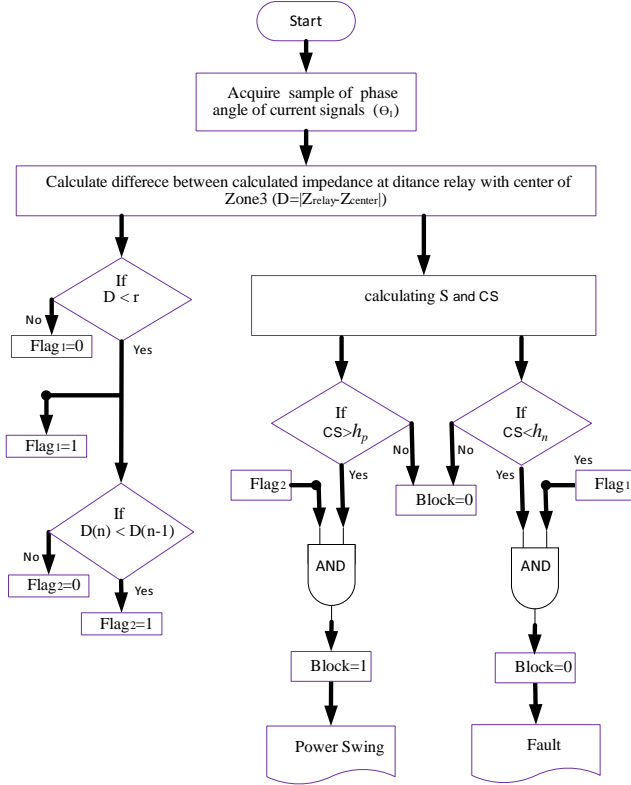 Start
Acquire sample of phase
angle of current signals (ϴ1)
Calculate differece between calculated impedance at ditance relay with center of
Zone3 (D=|Zrelay-Zcenter|)
If
D < r
No
Flag1=0
Yes
Flag1=1
If
D(n) < D(n-1)
No
Flag2=0
Yes
Flag2=1
calculating S and CS
If
CS>hp
No
Yes
If
CS<hn
No
Yes
Block=0
Flag2
Yes
Flag1
AND
AND
Block=1
Block=0
Power Swing
Fault